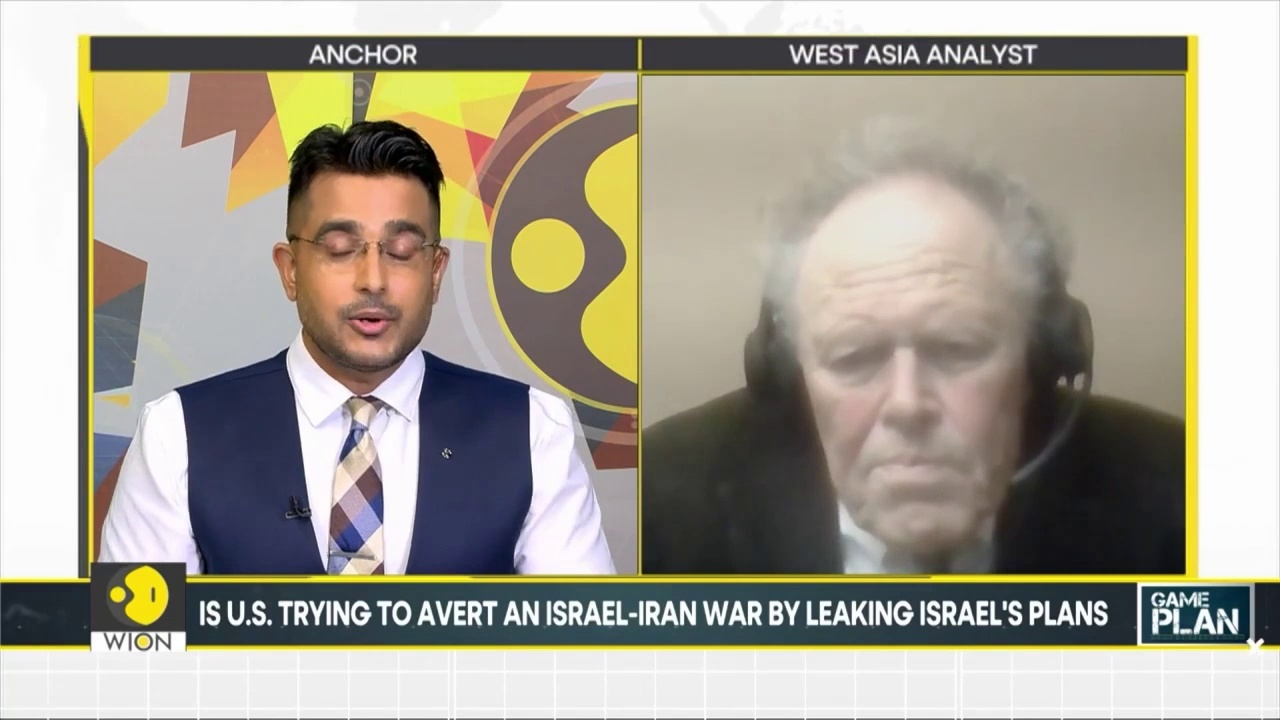 ANCHOR
WEST ASIA ANALYST
IS U.S. TRYING TO AVERT AN ISRAEL-IRAN WAR BY LEAKING ISRAEL'S PLANS
GAME
PLAN
WION